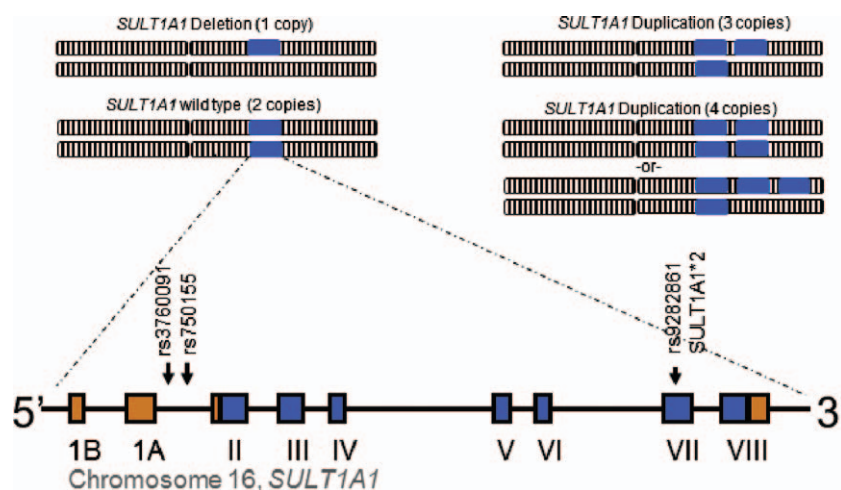 SULT1A1 Deletion (1 copy)
SULT1A1 Duplication (3 copies)
SULT1A1 wild type (2 copies)
SULT1A1 Duplication (4 copies)
-or-
rs3760091
rs750155
rs9282861
SULT1A1*2
5' 3
1B 1A II III IV V VI VII VIII
Chromosome 16, SULT1A1